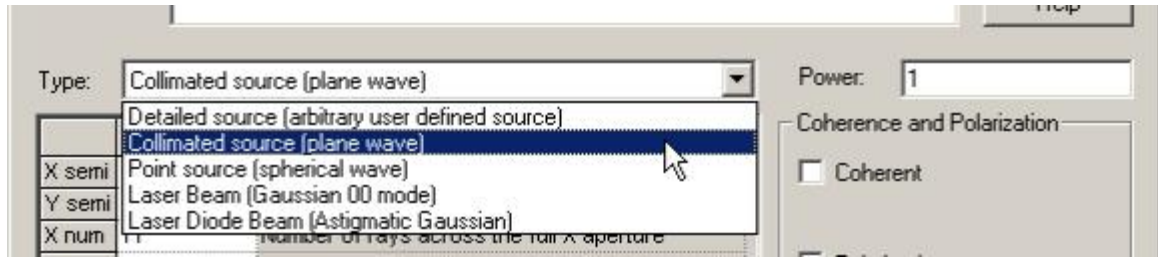 Help
Type: Collimated source (plane wave) Power: 1
Detailed source (arbitrary user defined source)
Coherence and Polarization
Collimated source (plane wave)
X semi Point source (spherical wave) Coherent
Y semi Laser Beam (Gaussian 00 mode)
Laser Diode Beam (Astigmatic Gaussian)
X num 11 Number of rays across the full X aperture